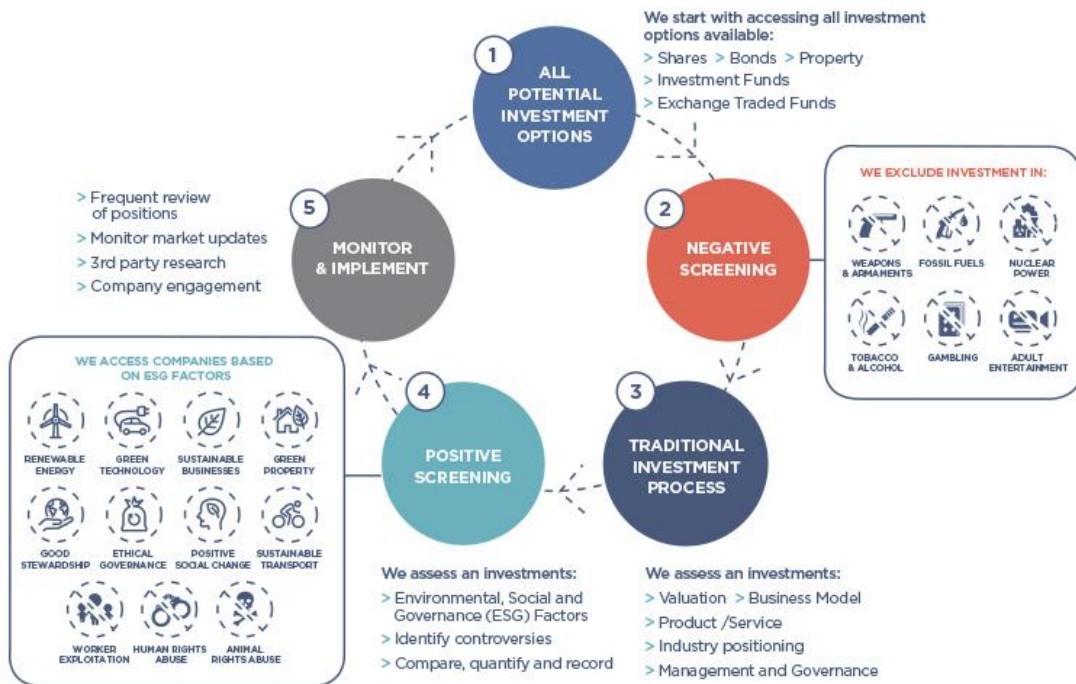 We start with accessing all investment
options available:
> Shares > Bonds > Property
> Investment Funds
> Exchange Traded Funds
1
ALL
POTENTIAL
INVESTMENT
OPTIONS
2
NEGATIVE
SCREENING
WE EXCLUDE INVESTMENT IN:
WEAPONS
& ARMAMENTS
FOSSIL FUELS
NUCLEAR
POWER
TOBACCO
& ALCOHOL
GAMBLING
ADULT
ENTERTAINMENT
3
TRADITIONAL
INVESTMENT
PROCESS
We assess an investments:
> Valuation > Business Model
> Product /Service
> Industry positioning
> Management and Governance
4
POSITIVE
SCREENING
We assess an investments:
> Environmental, Social and
Governance (ESG) Factors
> Identify controversies
> Compare, quantify and record
WE ACCESS COMPANIES BASED
ON ESG FACTORS
RENEWABLE
ENERGY
GREEN
TECHNOLOGY
SUSTAINABLE
BUSINESSES
GREEN
PROPERTY
GOOD
STEWARDSHIP
ETHICAL
GOVERNANCE
POSITIVE
SOCIAL CHANGE
SUSTAINABLE
TRANSPORT
WORKER
EXPLOITATION
HUMAN RIGHTS
ABUSE
ANIMAL
RIGHTS ABUSE
5
MONITOR
& IMPLEMENT
> Frequent review
of positions
> Monitor market updates
> 3rd party research
> Company engagement